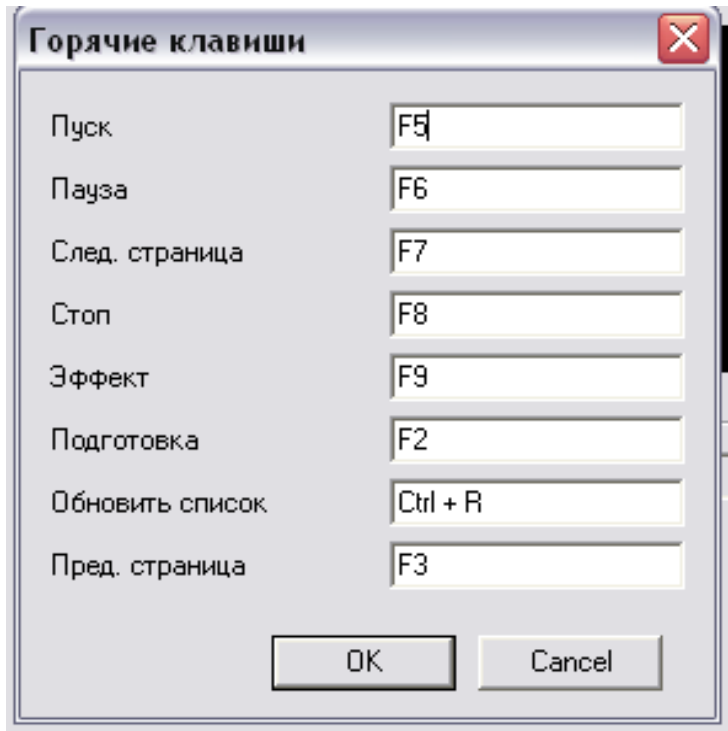 Горячие клавиши
Пуск F5
Пауза F6
След. страница F7
Стоп F8
Эффект F9
Подготовка F2
Обновить список Ctrl + R
Пред. страница F3
OK Cancel